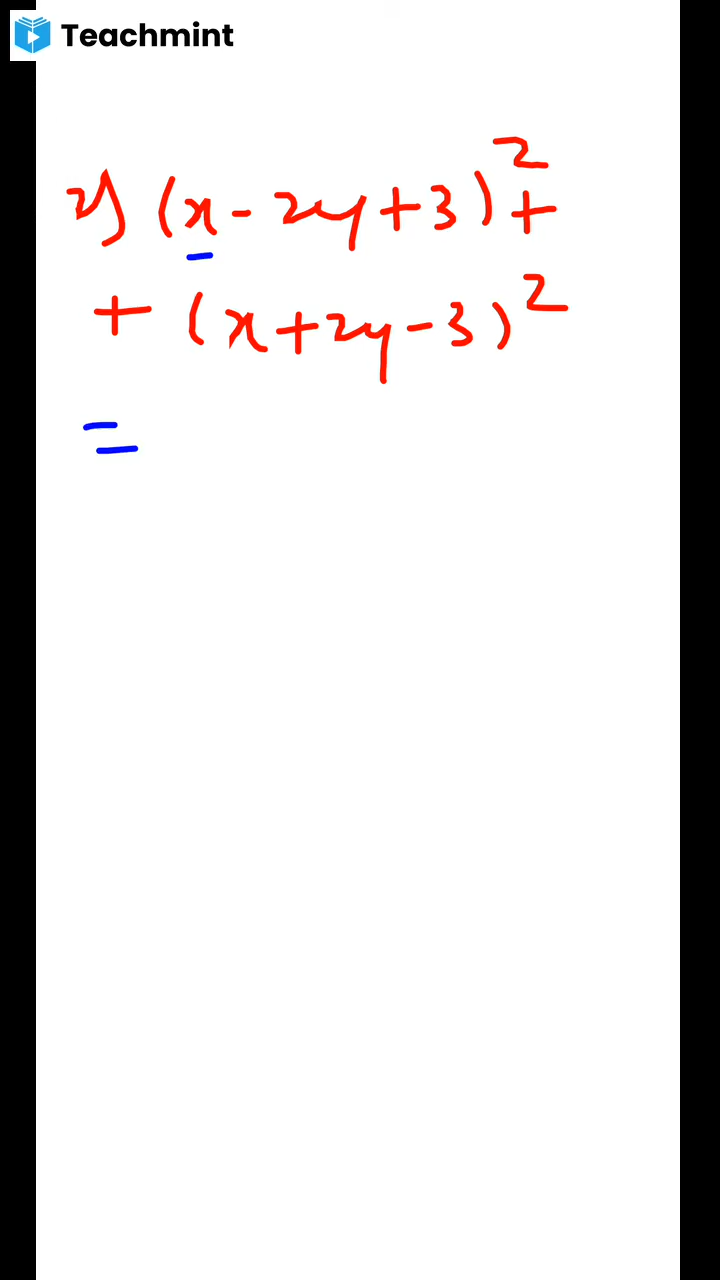 Teachmint
2) (x - 2y + 3)² +
+ (x + 2y - 3)²
=